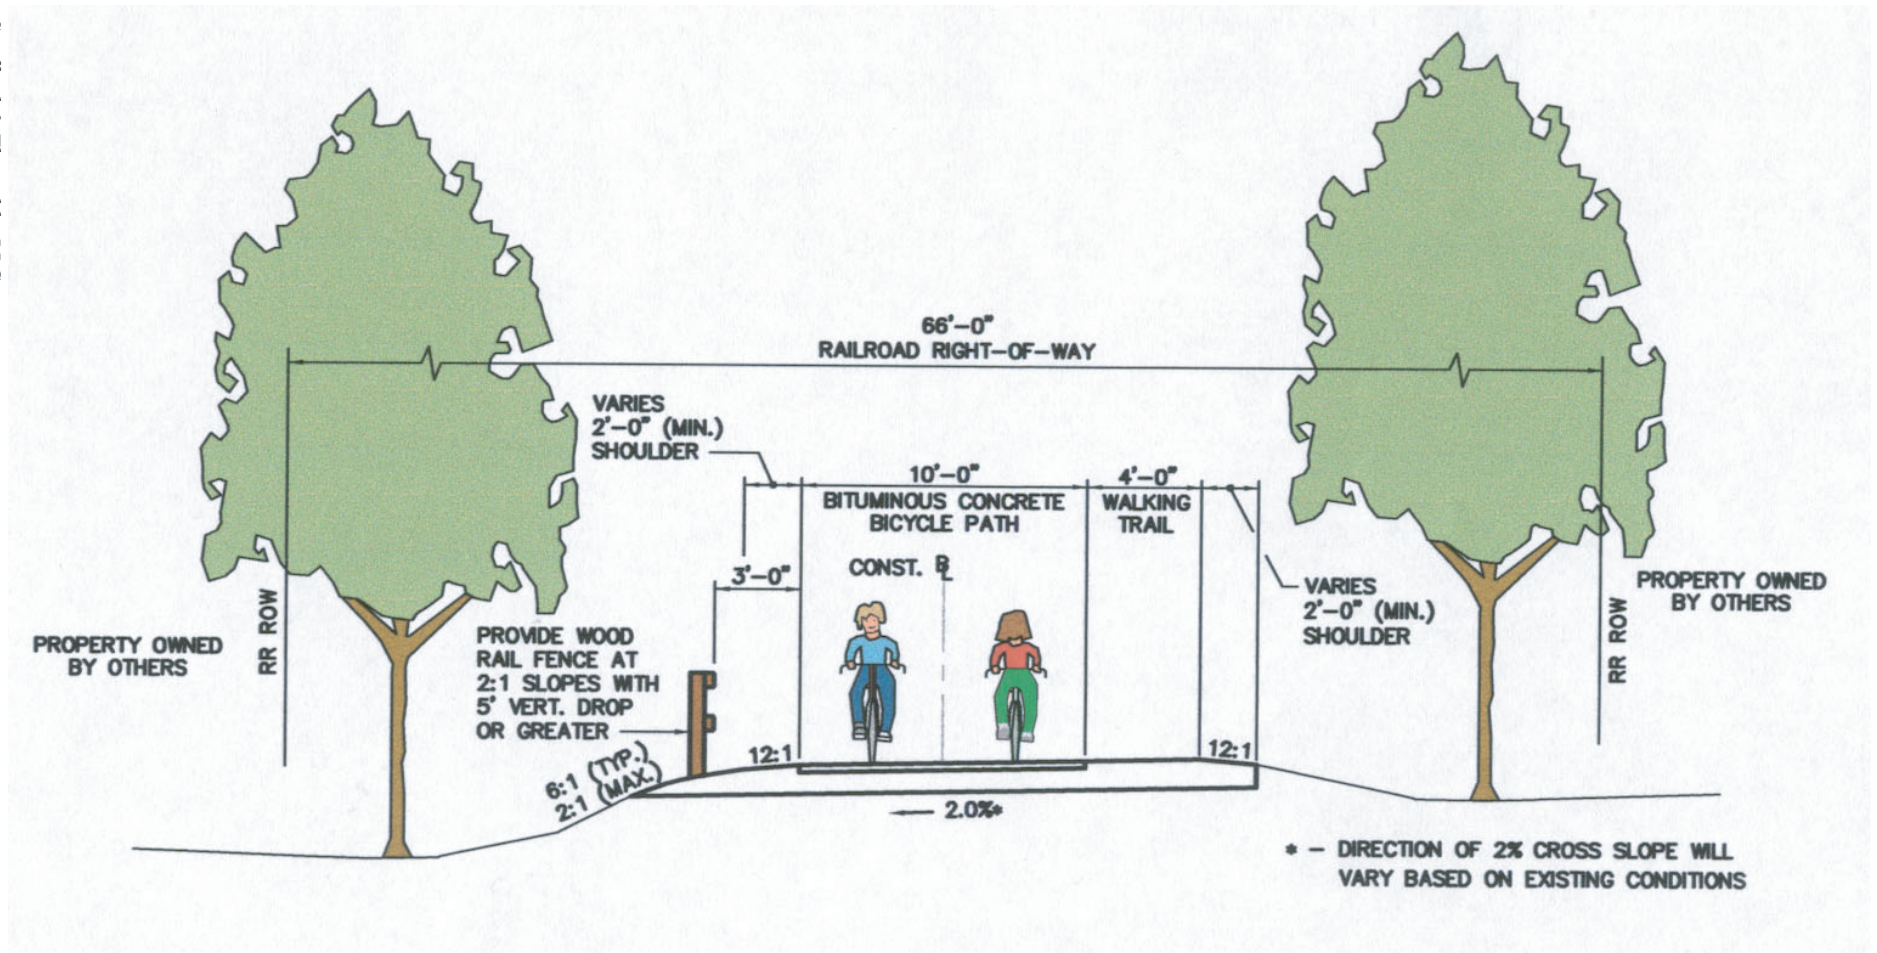 66'-0"
RAILROAD RIGHT-OF-WAY
VARIES
2'-0" (MIN.)
SHOULDER
10'-0"
BITUMINOUS CONCRETE
BICYCLE PATH
4'-0"
WALKING
TRAIL
CONST. BL
3'-0"
VARIES
2'-0" (MIN.)
SHOULDER
PROPERTY OWNED
BY OTHERS
RR ROW
PROVIDE WOOD
RAIL FENCE AT
2:1 SLOPES WITH
5' VERT. DROP
OR GREATER
RR ROW
PROPERTY OWNED
BY OTHERS
6:1 (TYP.)
2:1 (MAX.)
12:1
12:1
2.0%*
* - DIRECTION OF 2% CROSS SLOPE WILL
VARY BASED ON EXISTING CONDITIONS